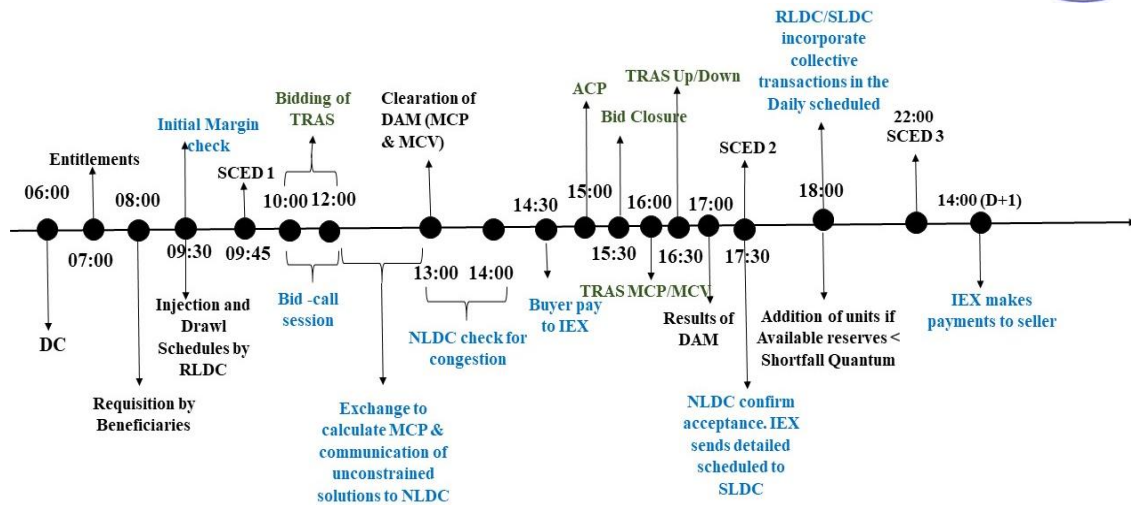 RLDC/SLDC
incorporate
collective
transactions in the
Daily scheduled
TRAS Up/Down
ACP
Bid Closure
Clearation of
DAM (MCP
& MCV)
Bidding of
TRAS
Initial Margin
check
22:00
SCED 3
SCED 2
Entitlements
SCED 1
06:00
08:00
10:00
12:00
14:30
15:00
16:00
17:00
18:00
14:00 (D+1)
07:00
09:30
09:45
13:00
14:00
15:30
16:30
17:30
DC
Requisition by
Beneficiaries
Injection and
Drawl
Schedules by
RLDC
Bid -call
session
Exchange to
calculate MCP &
communication of
unconstrained
solutions to NLDC
NLDC check for
congestion
Buyer pay
to IEX
TRAS MCP/MCV
Results of
DAM
NLDC confirm
acceptance. IEX
sends detailed
scheduled to
SLDC
Addition of units if
Available reserves <
Shortfall Quantum
IEX makes
payments to seller